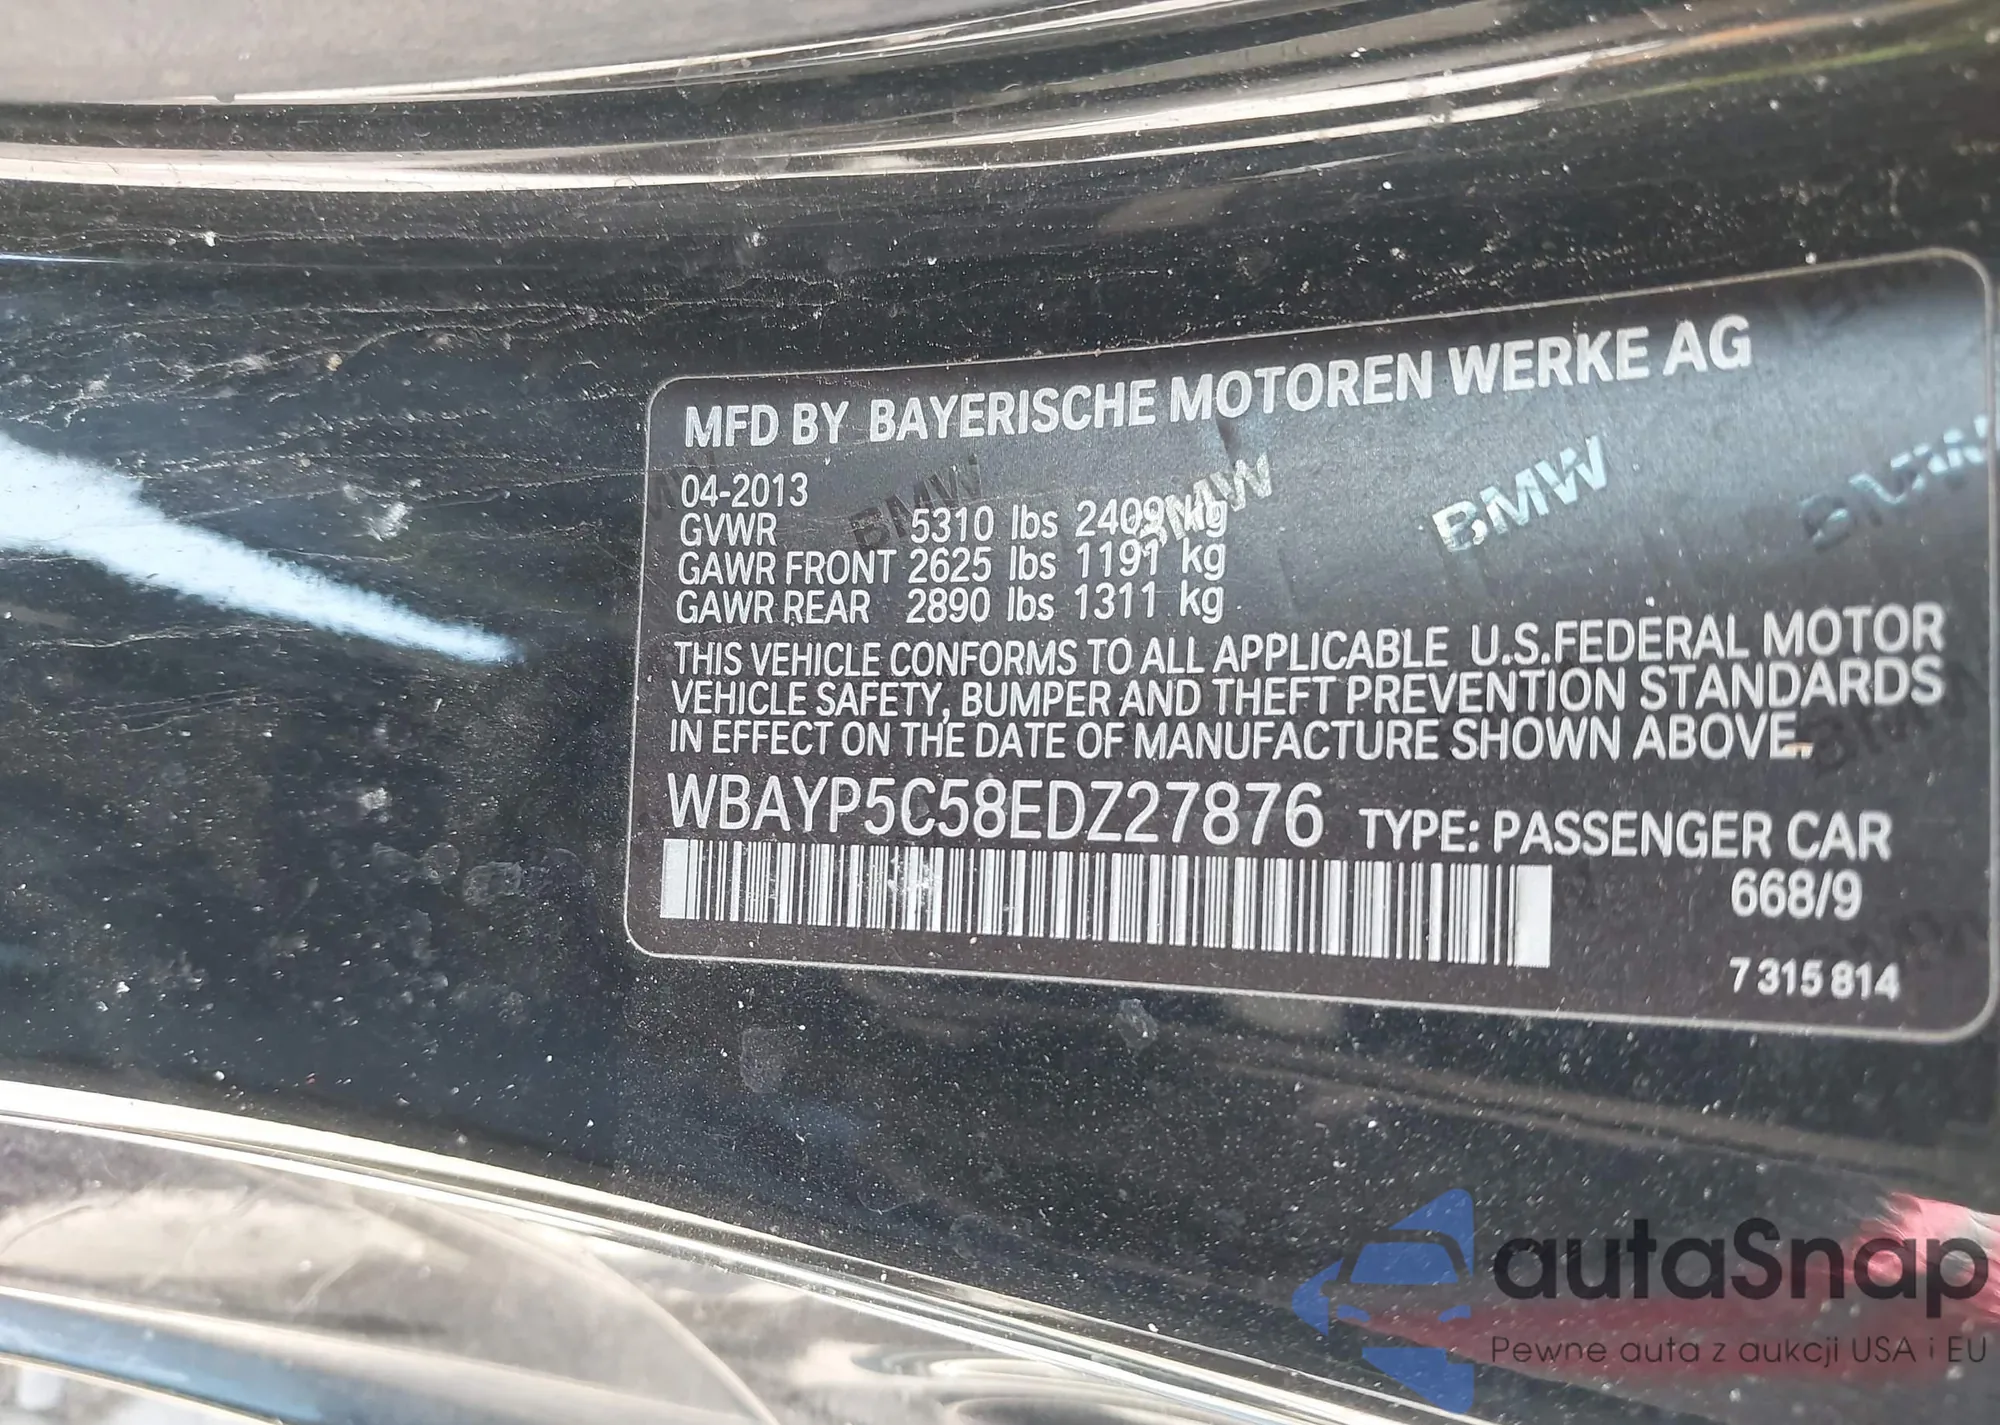 MFD BY BAYERISCHE MOTOREN WERKE AG
04-2013
GVWR 5310 lbs 2409 kg
GAWR FRONT 2625 lbs 1191 kg
GAWR REAR 2890 lbs 1311 kg
THIS VEHICLE CONFORMS TO ALL APPLICABLE U.S.FEDERAL MOTOR
VEHICLE SAFETY, BUMPER AND THEFT PREVENTION STANDARDS
IN EFFECT ON THE DATE OF MANUFACTURE SHOWN ABOVE.
WBAYP5C58EDZ27876 TYPE: PASSENGER CAR
668/9
7 315 814
BMW BMW BMW BMW
autaSnap
Pewne auta z aukcji USA i EU